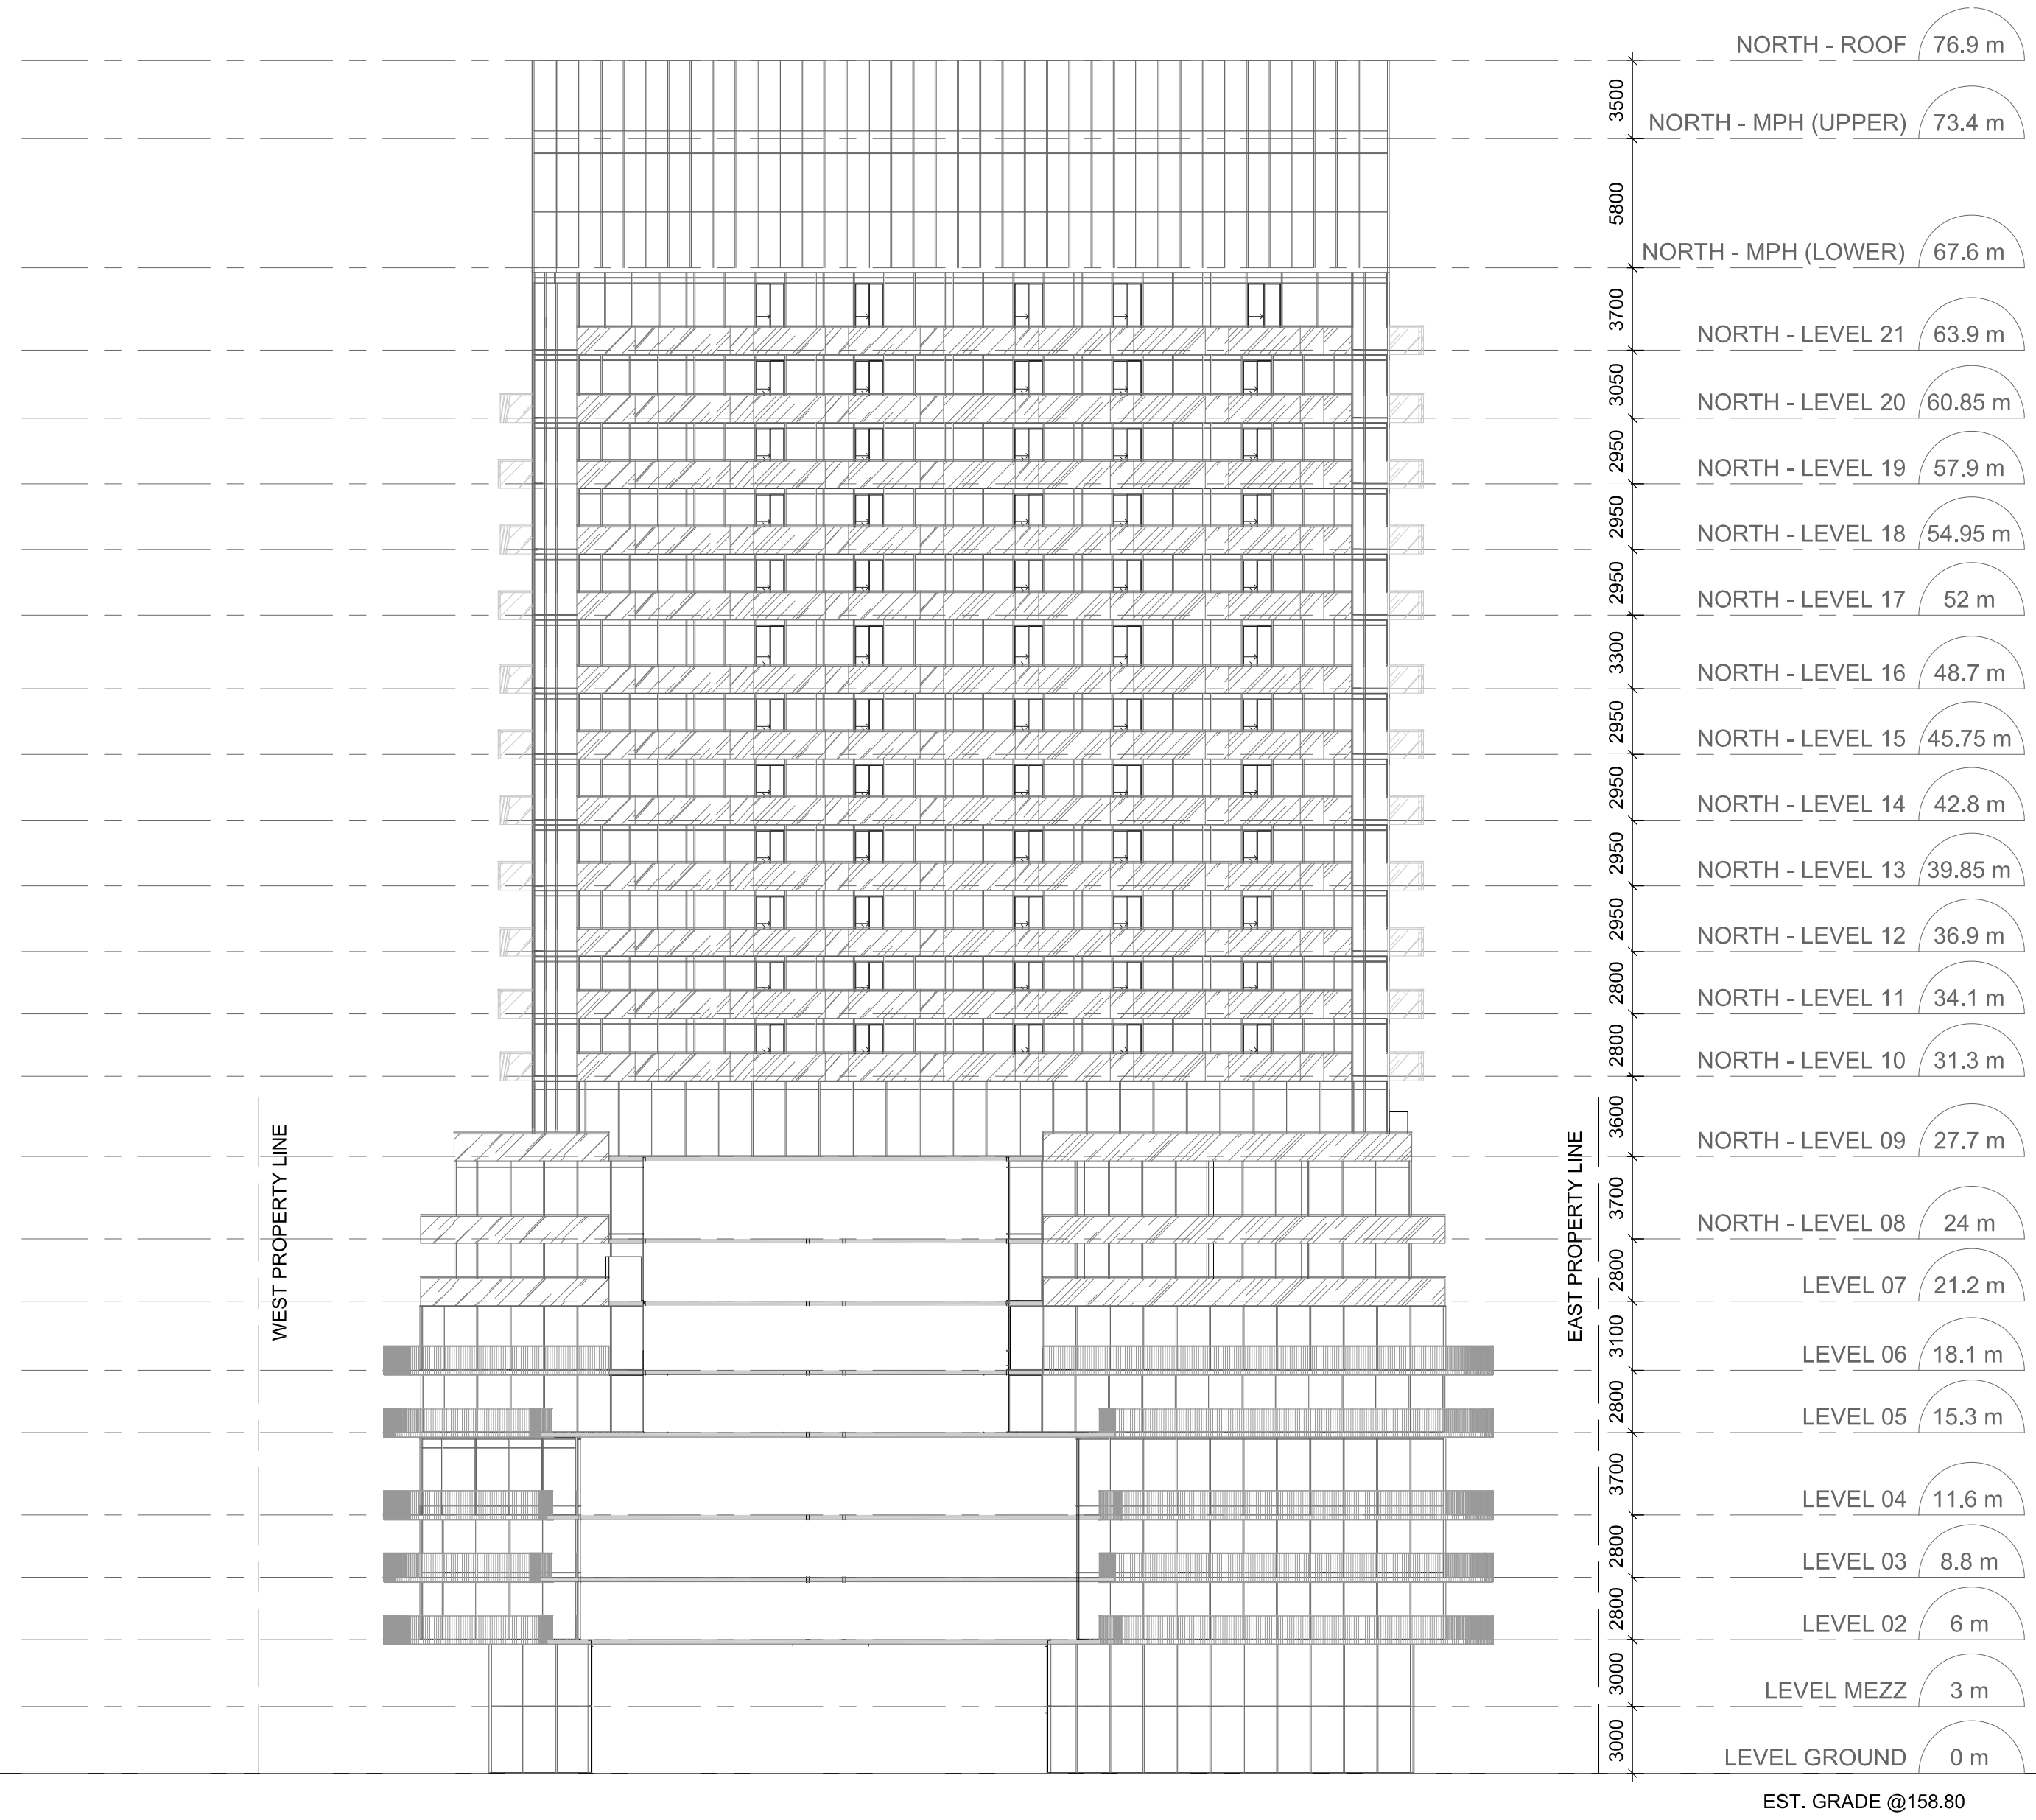 NORTH - ROOF 76.9 m
3500
NORTH - MPH (UPPER) 73.4 m
5800
NORTH - MPH (LOWER) 67.6 m
3700
NORTH - LEVEL 21 63.9 m
3050
NORTH - LEVEL 20 60.85 m
2950
NORTH - LEVEL 19 57.9 m
2950
NORTH - LEVEL 18 54.95 m
2950
NORTH - LEVEL 17 52 m
3300
NORTH - LEVEL 16 48.7 m
2950
NORTH - LEVEL 15 45.75 m
2950
NORTH - LEVEL 14 42.8 m
2950
NORTH - LEVEL 13 39.85 m
2950
NORTH - LEVEL 12 36.9 m
2800
NORTH - LEVEL 11 34.1 m
2800
NORTH - LEVEL 10 31.3 m
3600
NORTH - LEVEL 09 27.7 m
WEST PROPERTY LINE
EAST PROPERTY LINE
3700
NORTH - LEVEL 08 24 m
2800
LEVEL 07 21.2 m
3100
LEVEL 06 18.1 m
2800
LEVEL 05 15.3 m
3700
LEVEL 04 11.6 m
2800
LEVEL 03 8.8 m
2800
LEVEL 02 6 m
3000
LEVEL MEZZ 3 m
3000
LEVEL GROUND 0 m
EST. GRADE @158.80